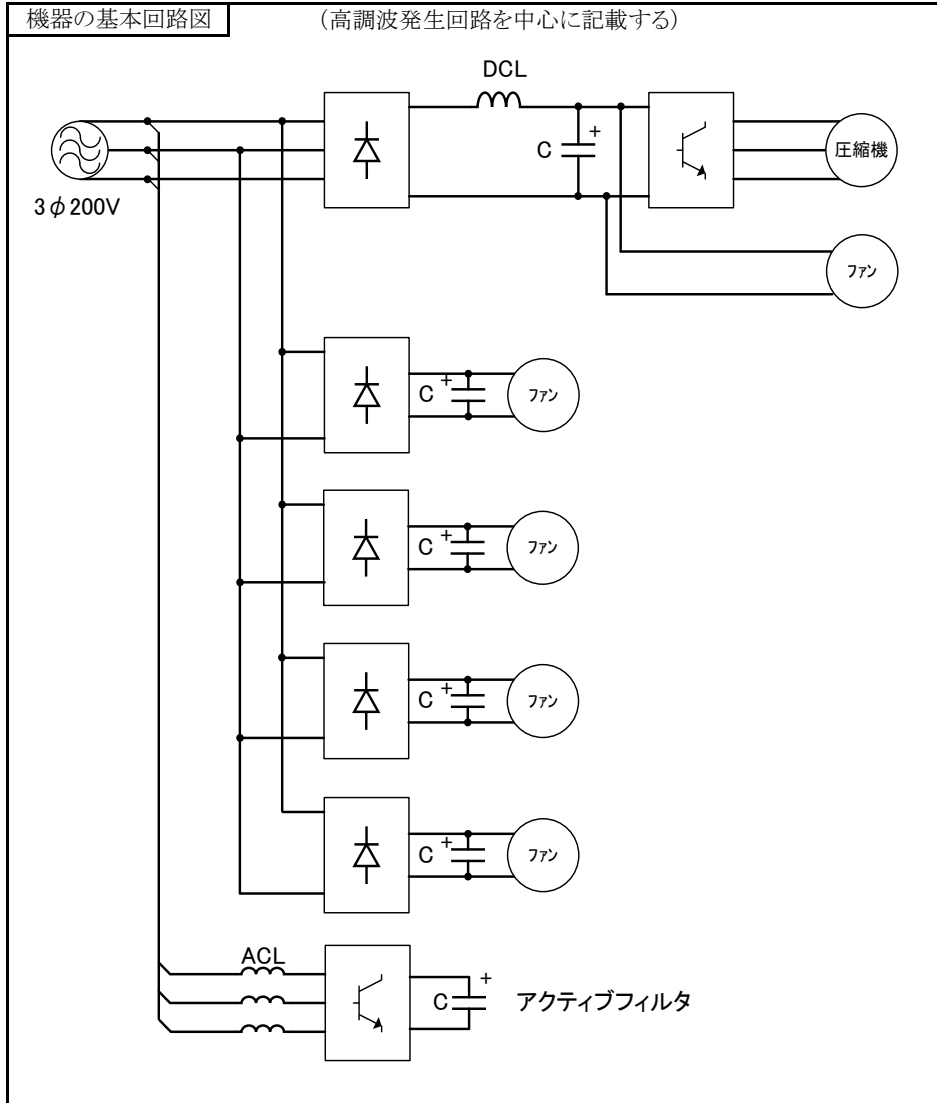 機器の基本回路図
(高調波発生回路を中心に記載する)
DCL
C
+
圧縮機
3φ200V
ファン
C
+
ファン
C
+
ファン
C
+
ファン
C
+
ファン
ACL
C
+
アクティブフィルタ